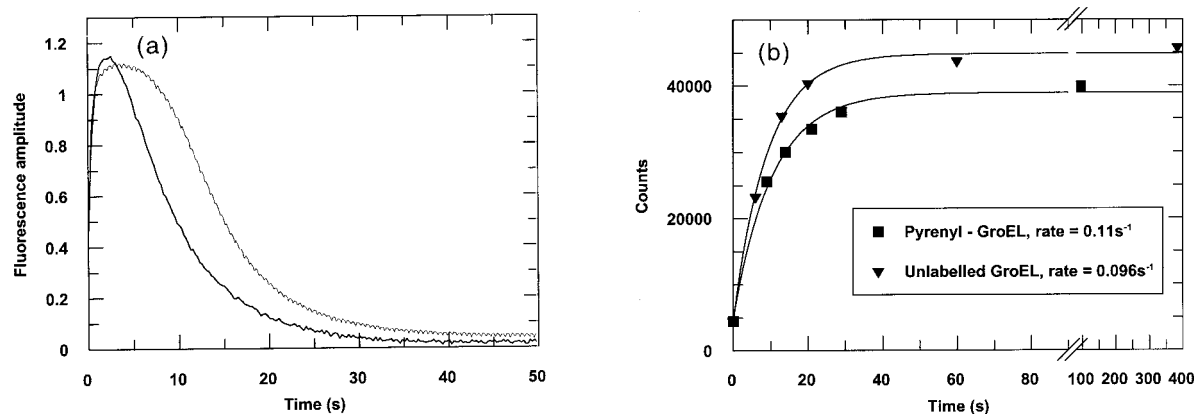 (a)
1.2
1
0.8
0.6
0.4
0.2
0
Fluorescence amplitude
0 10 20 30 40 50
Time (s)
(b)
40000
20000
0
Counts
Pyrenyl - GroEL, rate = 0.11s⁻¹
Unlabelled GroEL, rate = 0.096s⁻¹
0 20 40 60 80 100 200 300 400
Time (s)